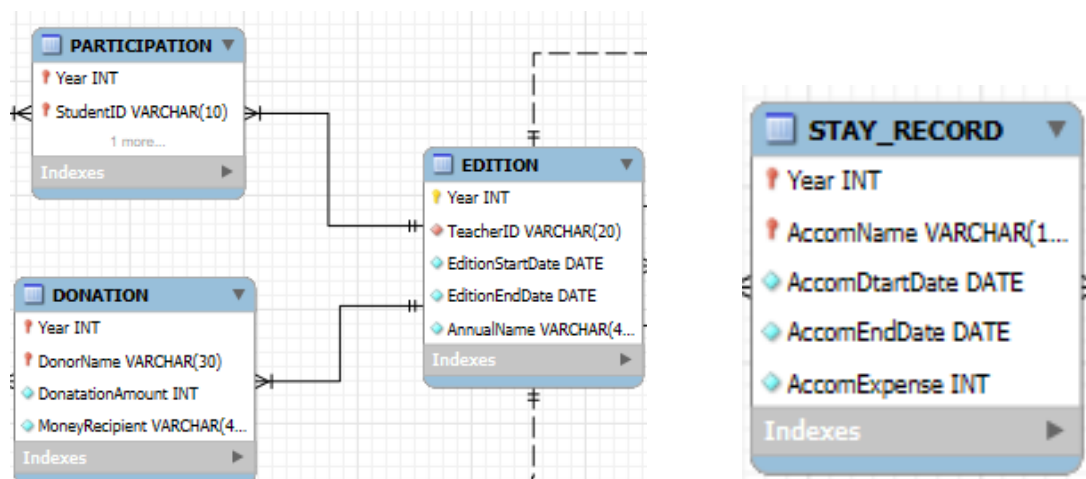 PARTICIPATION
Year INT
StudentID VARCHAR(10)
1 more...
Indexes
EDITION
Year INT
TeacherID VARCHAR(20)
EditionStartDate DATE
EditionEndDate DATE
AnnualName VARCHAR(4...
Indexes
DONATION
Year INT
DonorName VARCHAR(30)
DonatationAmount INT
MoneyRecipient VARCHAR(4...
Indexes
STAY_RECORD
Year INT
AccomName VARCHAR(1...
AccomDtartDate DATE
AccomEndDate DATE
AccomExpense INT
Indexes